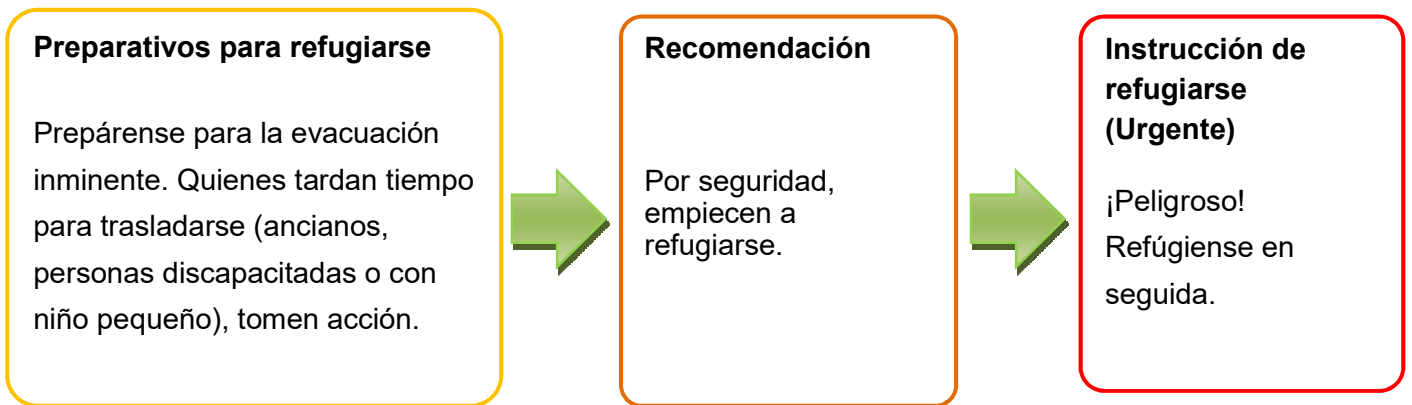 Preparativos para refugiarse
Prepárense para la evacuación
inminente. Quienes tardan tiempo
para trasladarse (ancianos,
personas discapacitadas o con
niño pequeño), tomen acción.
Recomendación
Por seguridad,
empiecen a
refugiarse.
Instrucción de
refugiarse
(Urgente)
¡Peligroso!
Refúgiense en
seguida.